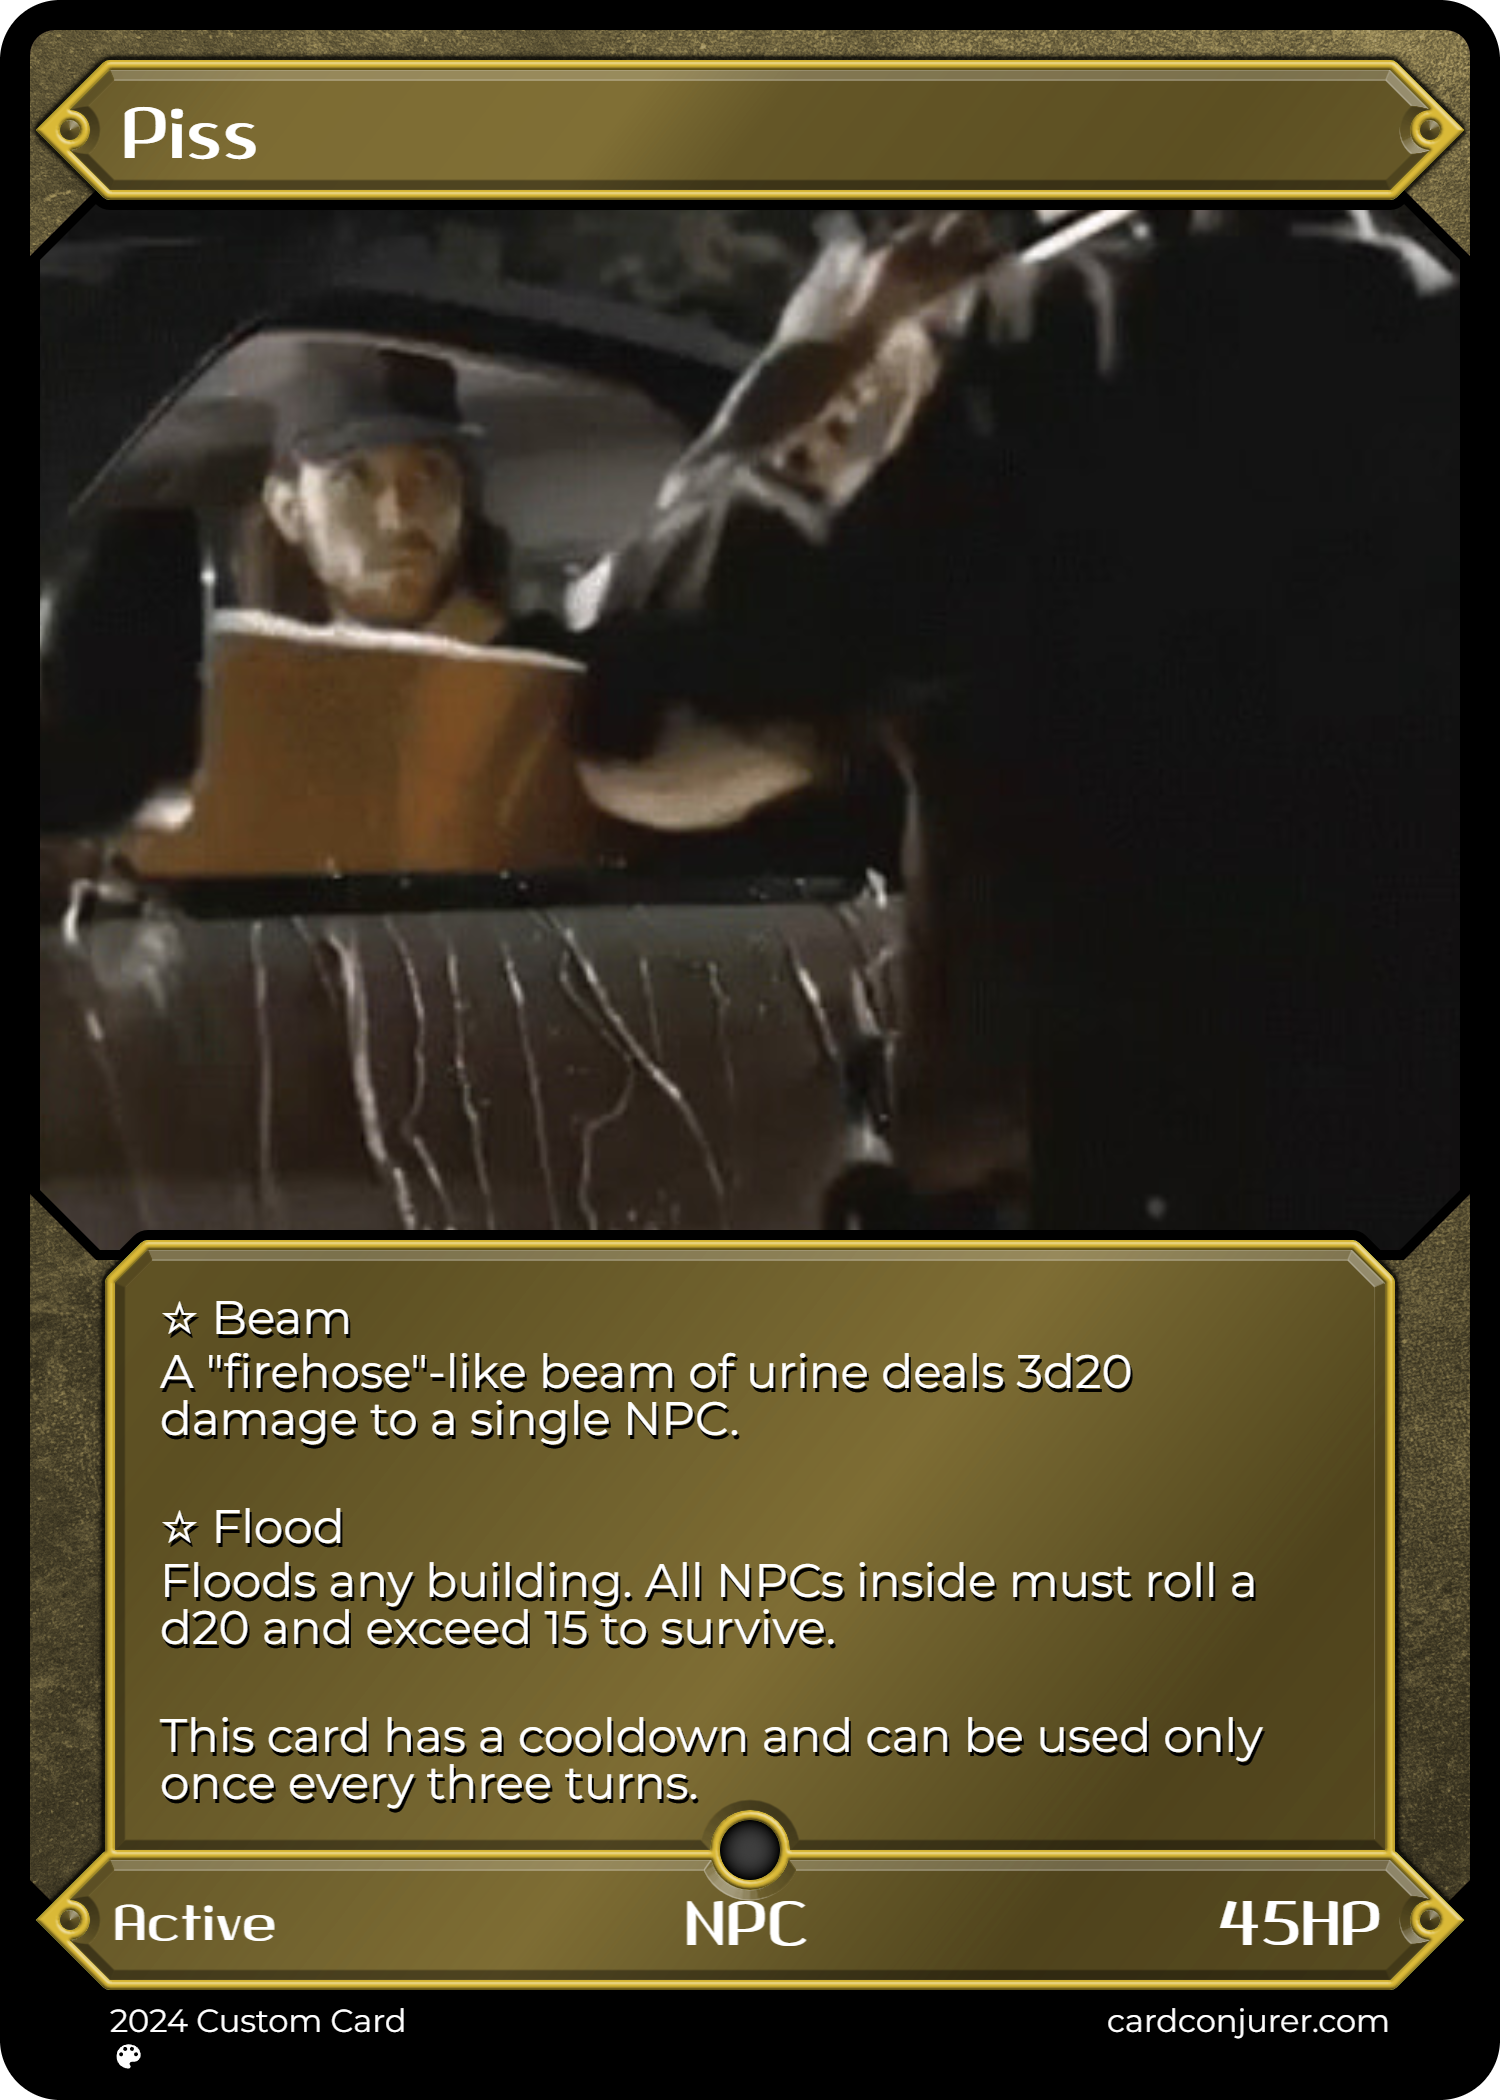 Piss
☆ Beam
A "firehose"-like beam of urine deals 3d20
damage to a single NPC.
☆ Flood
Floods any building. All NPCs inside must roll a
d20 and exceed 15 to survive.
This card has a cooldown and can be used only
once every three turns.
Active NPC 45HP
2024 Custom Card cardconjurer.com